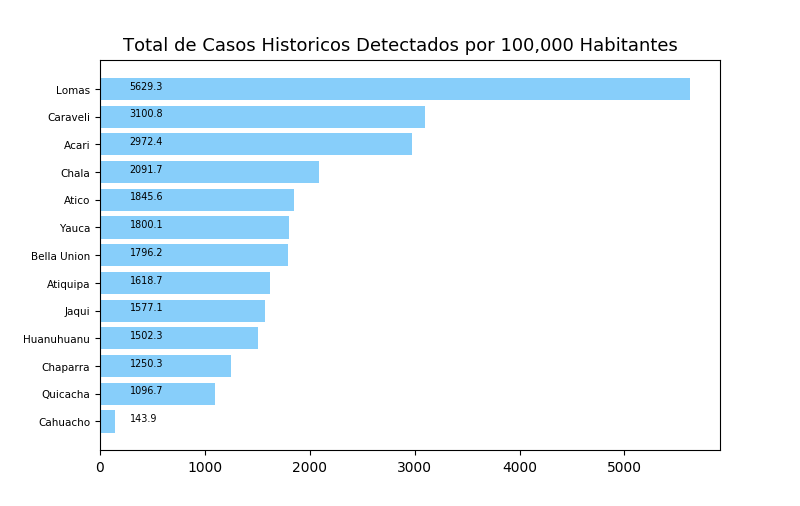 Total de Casos Historicos Detectados por 100,000 Habitantes
Lomas 5629.3
Caraveli 3100.8
Acari 2972.4
Chala 2091.7
Atico 1845.6
Yauca 1800.1
Bella Union 1796.2
Atiquipa 1618.7
Jaqui 1577.1
Huanuhuanu 1502.3
Chaparra 1250.3
Quicacha 1096.7
Cahuacho 143.9
0 1000 2000 3000 4000 5000